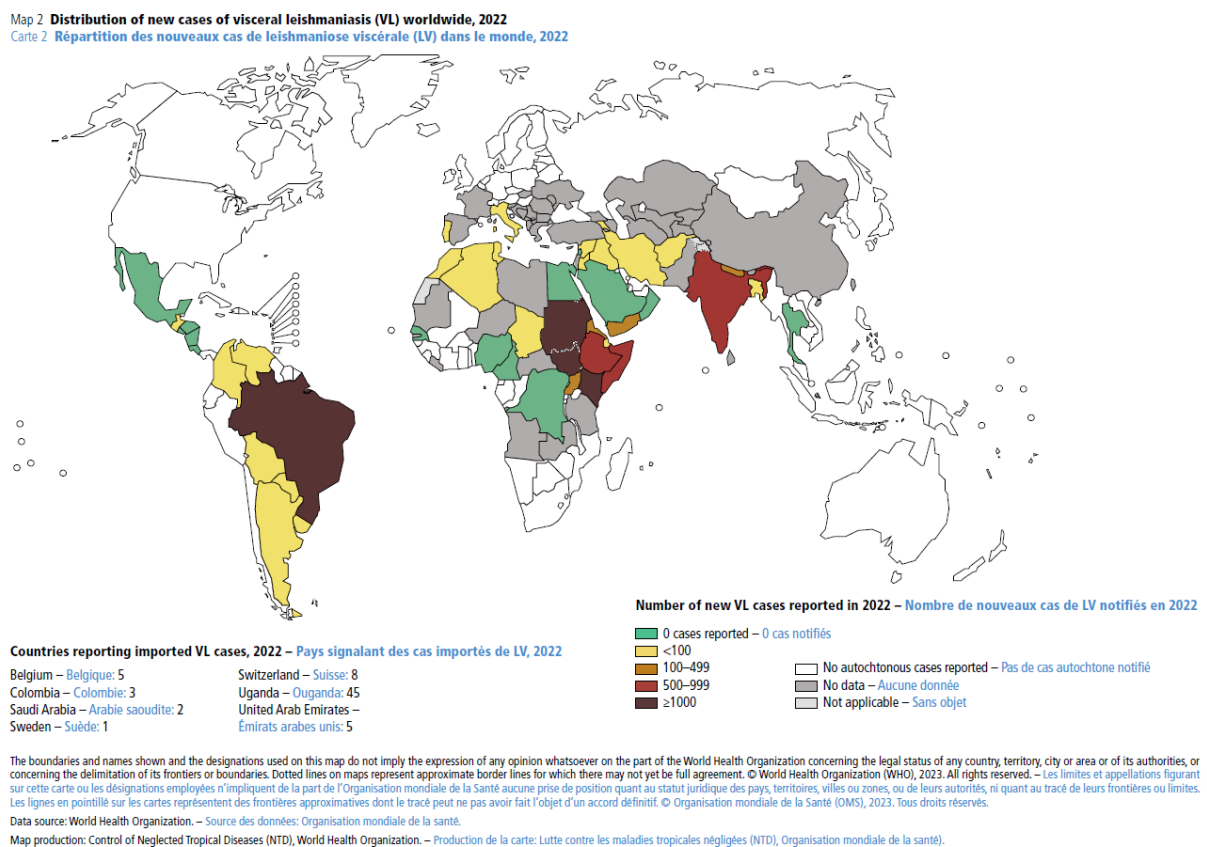 Map 2 Distribution of new cases of visceral leishmaniasis (VL) worldwide, 2022
Carte 2 Répartition des nouveaux cas de leishmaniose viscérale (LV) dans le monde, 2022
Number of new VL cases reported in 2022 – Nombre de nouveaux cas de LV notifiés en 2022
0 cases reported – 0 cas notifiés
<100
100–499
500–999
≥1000
No autochtonous cases reported – Pas de cas autochtone notifié
No data – Aucune donnée
Not applicable – Sans objet
Countries reporting imported VL cases, 2022 – Pays signalant des cas importés de LV, 2022
Belgium – Belgique: 5
Colombia – Colombie: 3
Saudi Arabia – Arabie saoudite: 2
Sweden – Suède: 1
Switzerland – Suisse: 8
Uganda – Ouganda: 45
United Arab Emirates –
Émirats arabes unis: 5
The boundaries and names shown and the designations used on this map do not imply the expression of any opinion whatsoever on the part of the World Health Organization concerning the legal status of any country, territory, city or area or of its authorities, or
concerning the delimitation of its frontiers or boundaries. Dotted lines on maps represent approximate border lines for which there may not yet be full agreement. © World Health Organization (WHO), 2023. All rights reserved. – Les limites et appellations figurant
sur cette carte ou les désignations employées n'impliquent de la part de l'Organisation mondiale de la Santé aucune prise de position quant au statut juridique des pays, territoires, villes ou zones, ou de leurs autorités, ni quant au tracé de leurs frontières ou limites.
Les lignes en pointillé sur les cartes représentent des frontières approximatives dont le tracé peut ne pas avoir fait l'objet d'un accord définitif. © Organisation mondiale de la Santé (OMS), 2023. Tous droits réservés.
Data source: World Health Organization. – Source des données: Organisation mondiale de la santé.
Map production: Control of Neglected Tropical Diseases (NTD), World Health Organization. – Production de la carte: Lutte contre les maladies tropicales négligées (NTD), Organisation mondiale de la santé).